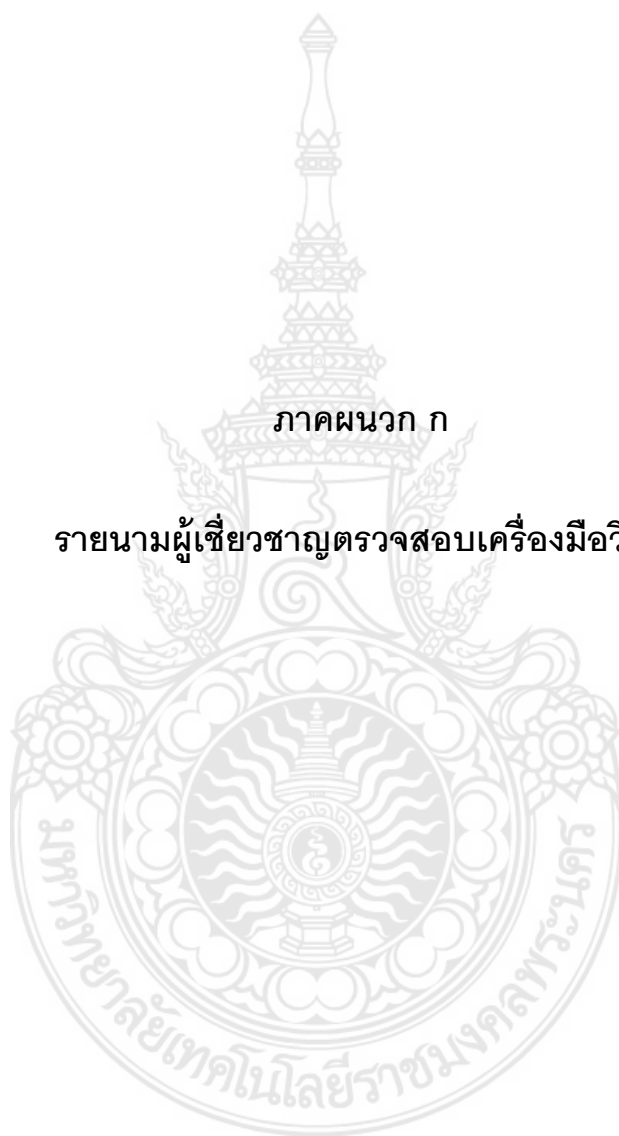 ภาคผนวก ก
รายนามผู้เชี่ยวชาญตรวจสอบเครื่องมือวิ
มหาวิทยาลัยเทคโนโลยีราชมงคลพระนคร